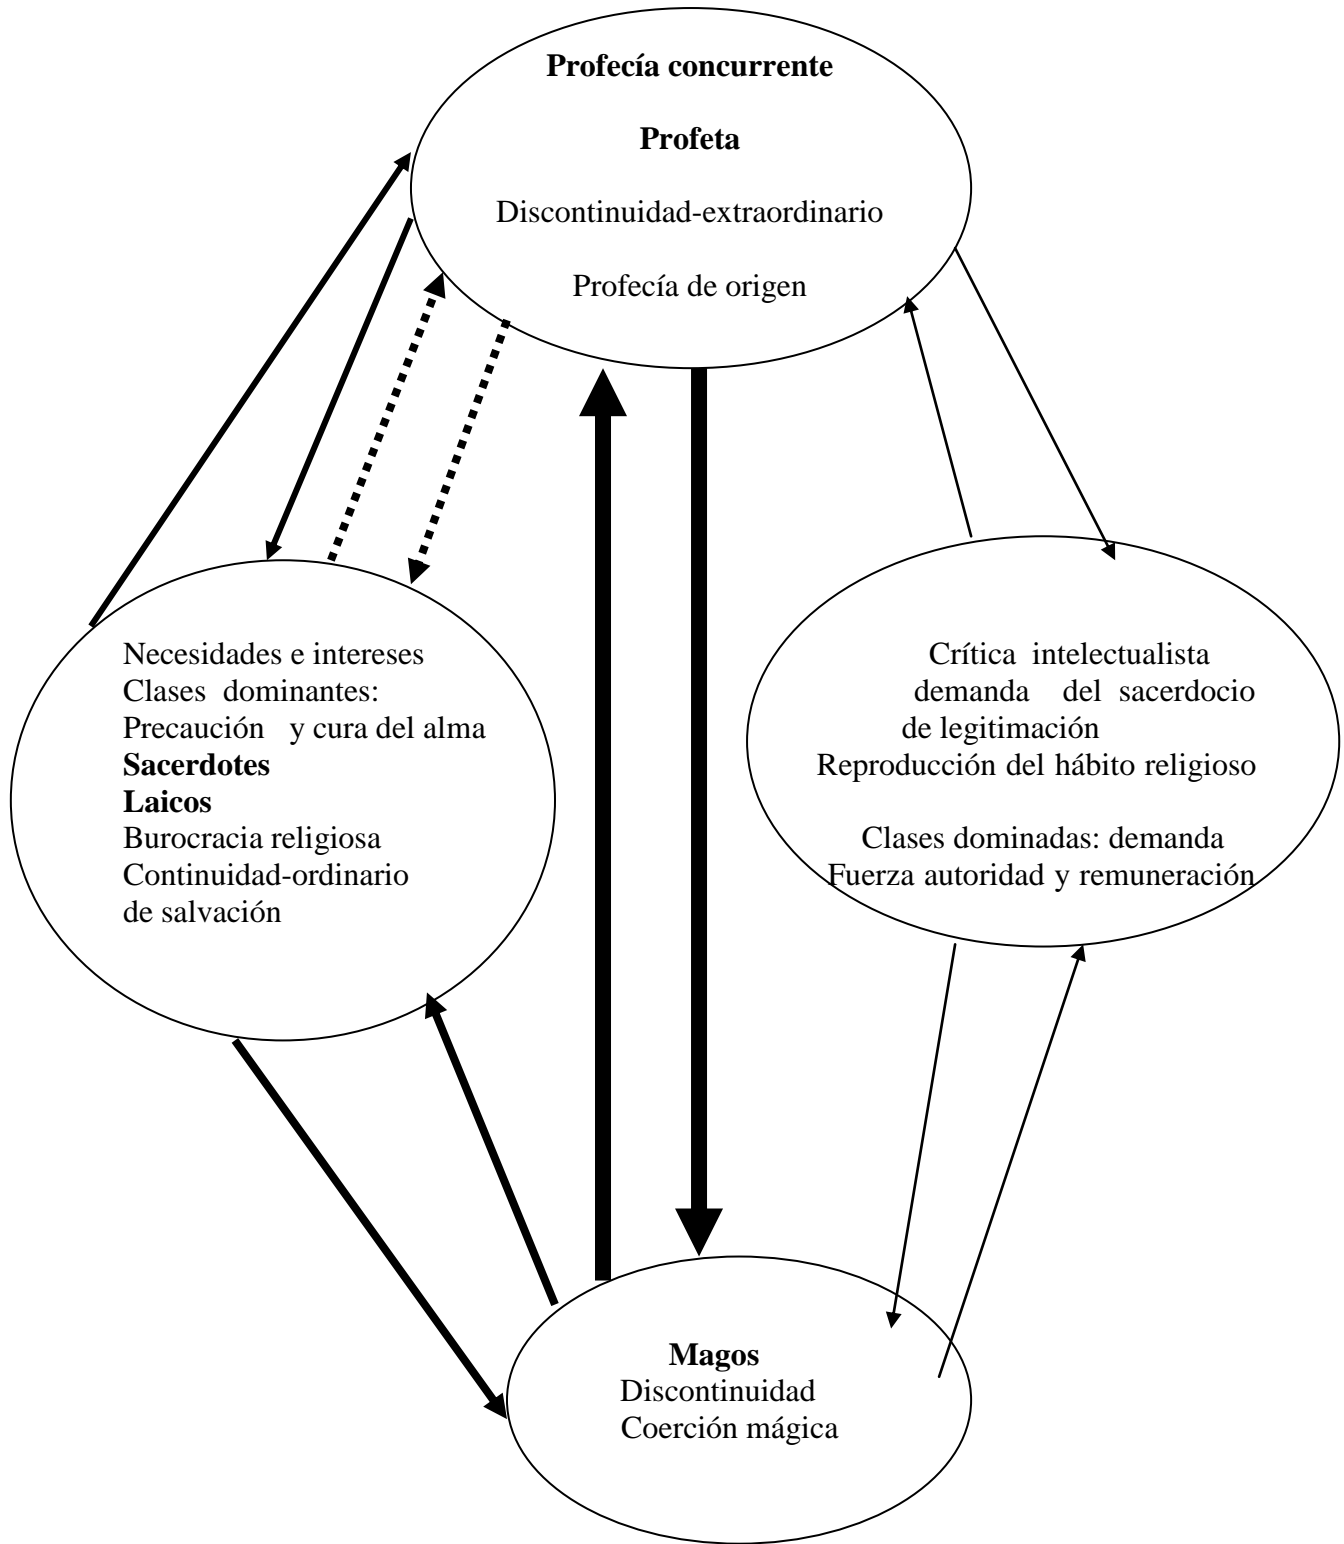 Profecía concurrente
Profeta
Discontinuidad-extraordinario
Profecía de origen
Necesidades e intereses
Clases dominantes:
Precaución y cura del alma
Sacerdotes
Laicos
Burocracia religiosa
Continuidad-ordinario
de salvación
Crítica intelectualista
demanda del sacerdocio
de legitimación
Reproducción del hábito religioso
Clases dominadas: demanda
Fuerza autoridad y remuneración
Magos
Discontinuidad
Coerción mágica